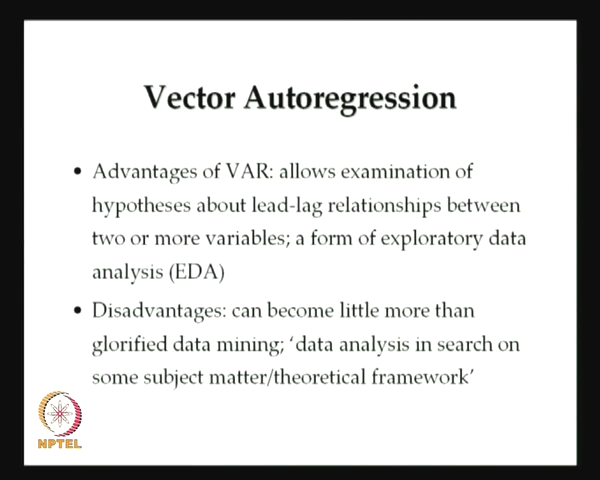 Vector Autoregression
• Advantages of VAR: allows examination of
hypotheses about lead-lag relationships between
two or more variables; a form of exploratory data
analysis (EDA)
• Disadvantages: can become little more than
glorified data mining; ‘data analysis in search on
some subject matter/theoretical framework’
NPTEL